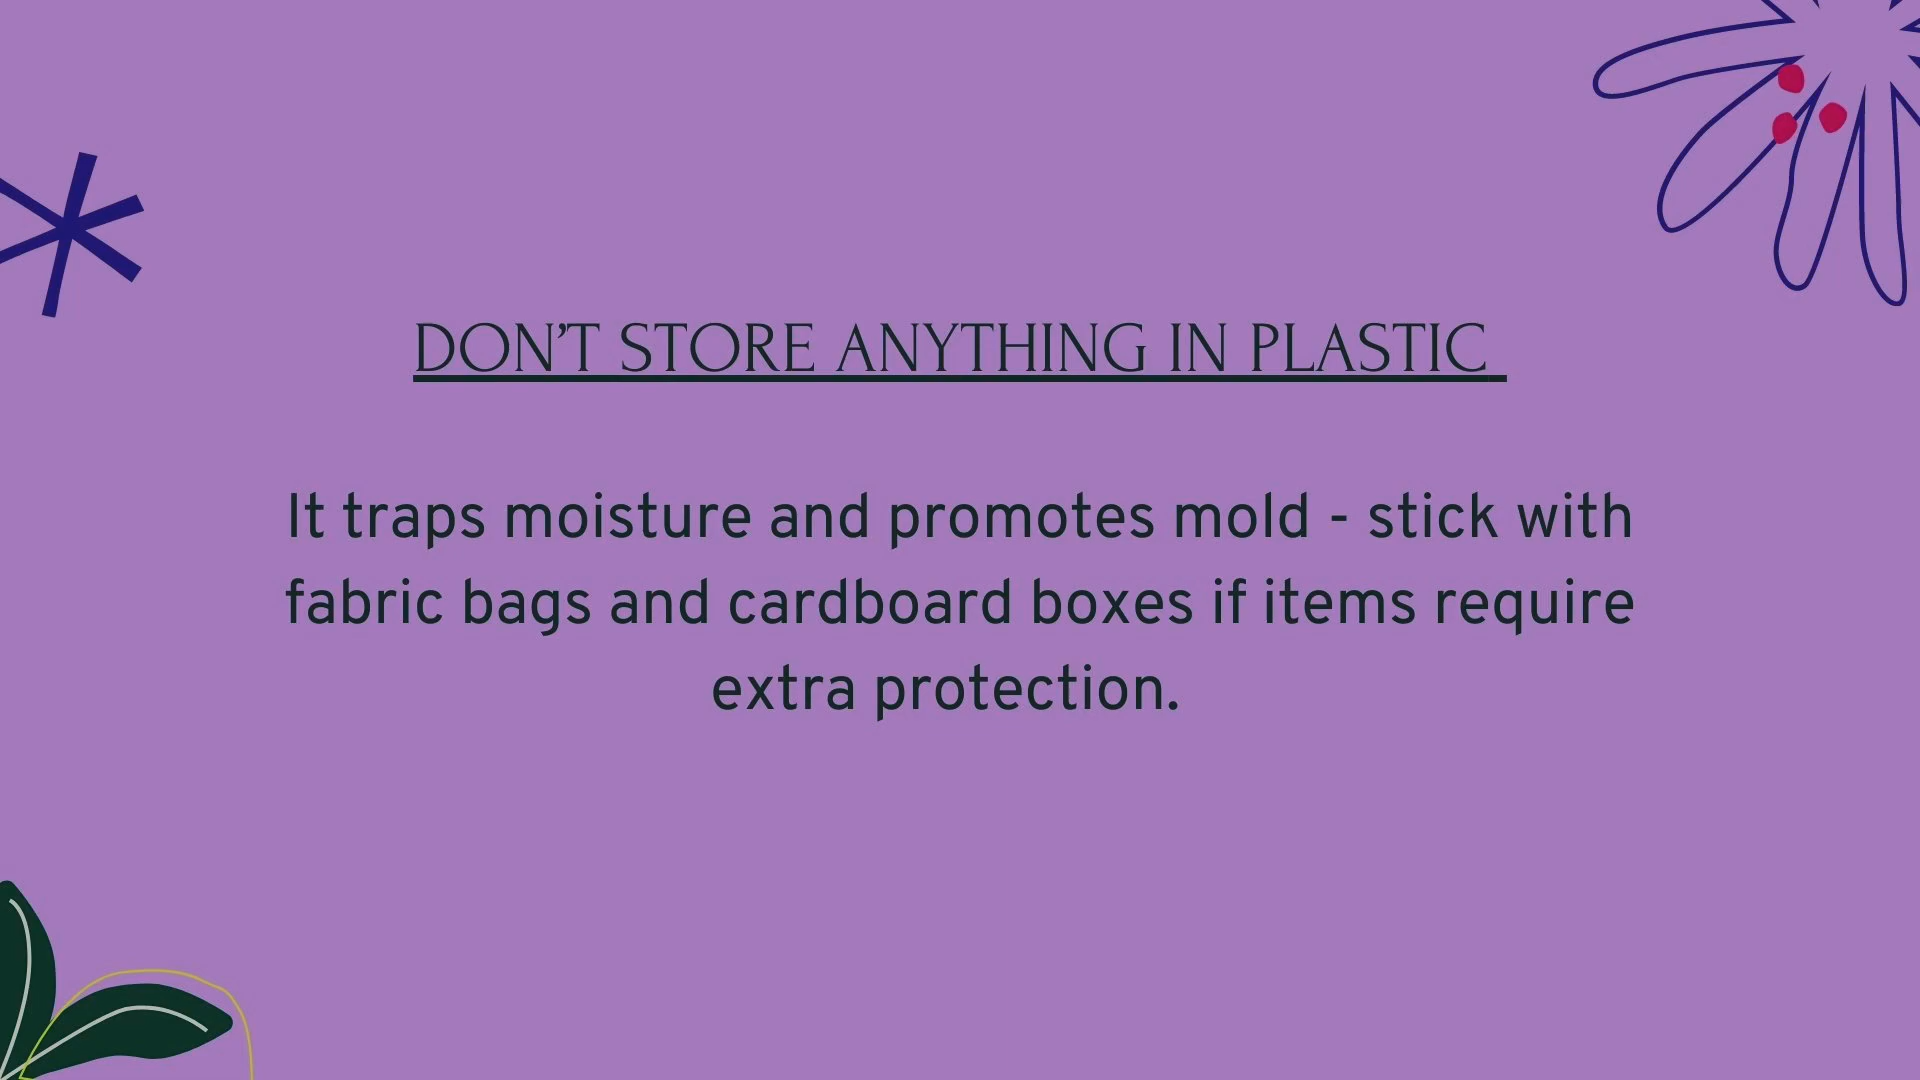 DON’T STORE ANYTHING IN PLASTIC
It traps moisture and promotes mold - stick with
fabric bags and cardboard boxes if items require
extra protection.